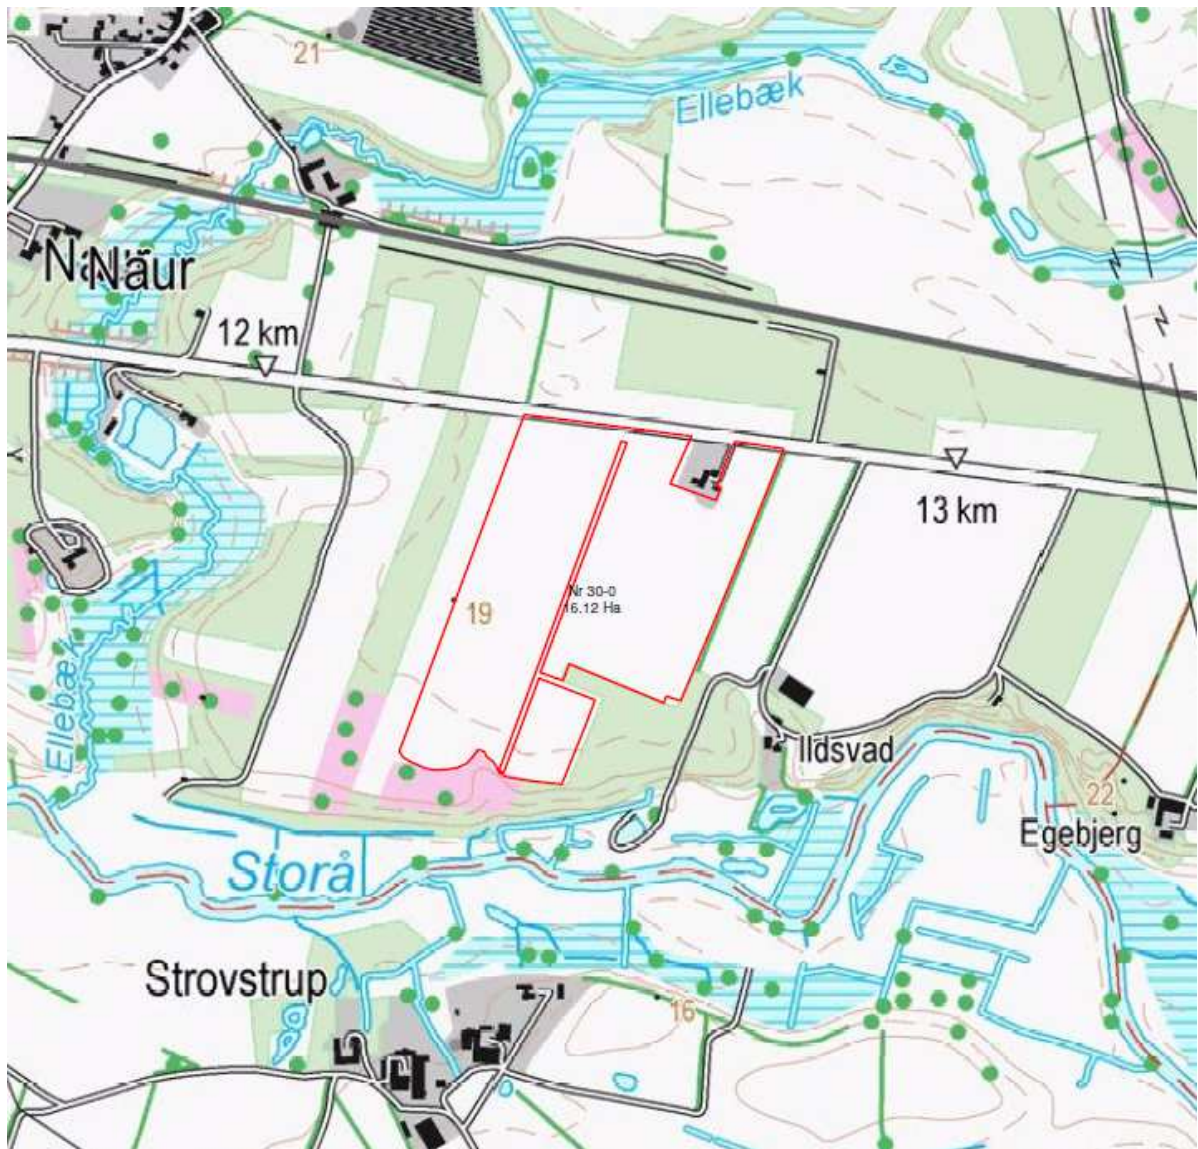 21
Ellebæk
Naur
12 km
13 km
Nr 30-0
16.12 Ha
19
Ellebæk
Ildsvad
22
Egebjerg
Storå
Strovstrup
16